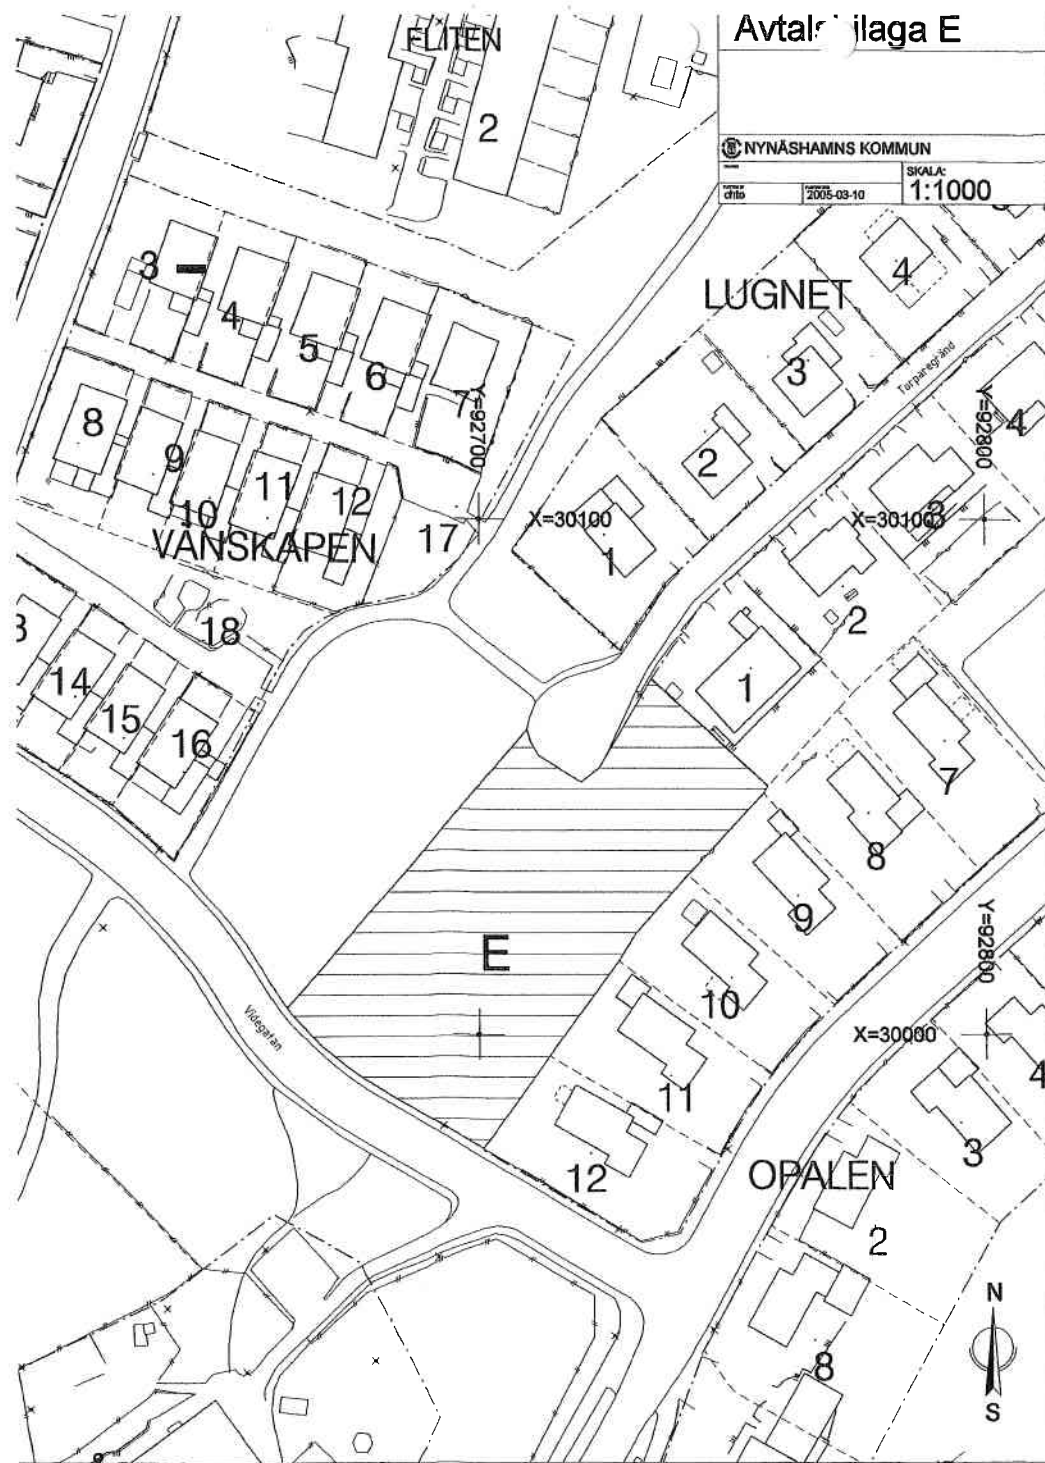 Avtalsbilaga E
NYNÄSHAMNS KOMMUN
SKALA:
1:1000
chto
2005-03-10
FLITEN
2
LUGNET
4
3
2
1
Torparegränd
Y=92800
4
3
X=30100
2
1
3
4
5
6
7
Y=92700
X=30100
8
9
10
11
12
17
VÄNSKAPEN
18
3
14
15
16
7
8
9
10
11
12
E
Videgatan
Y=92800
X=30000
4
3
OPALEN
2
8
N
S